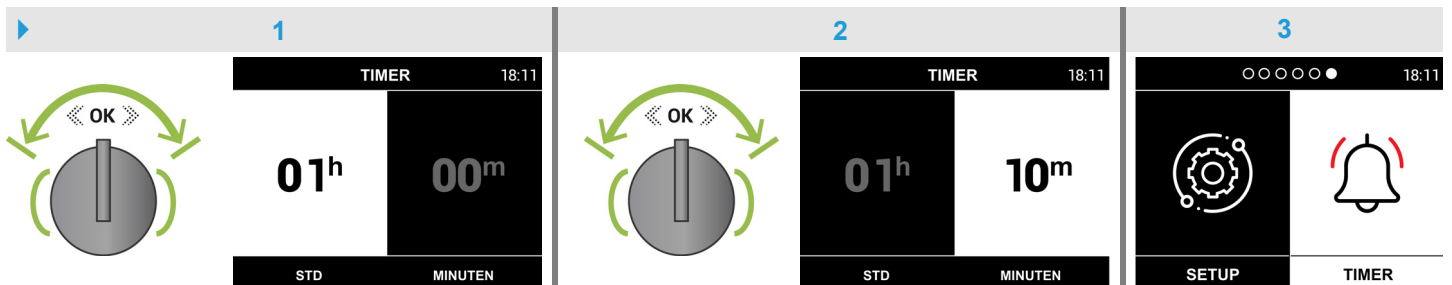 1
OK
TIMER 18:11
01h 00m
STD MINUTEN
2
OK
TIMER 18:11
01h 10m
STD MINUTEN
3
18:11
SETUP TIMER